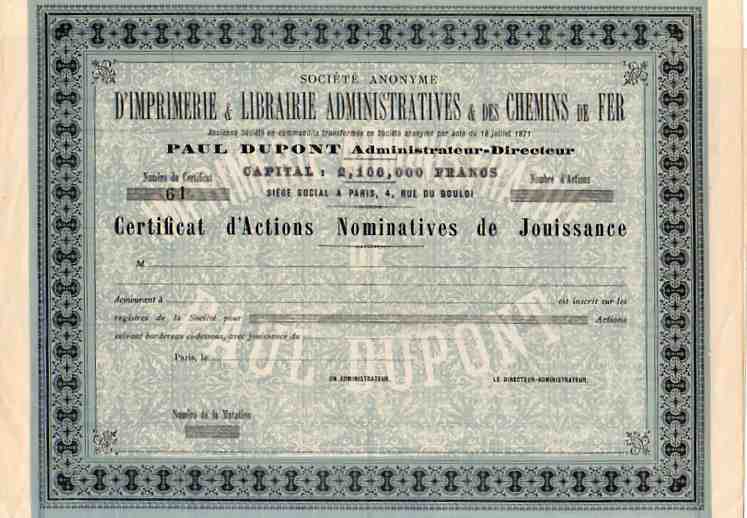 SOCIÉTÉ ANONYME
D'IMPRIMERIE & LIBRAIRIE ADMINISTRATIVES & DES CHEMINS DE FER
Ancienne Société en commandite transformée en Société anonyme par acte du 18 juillet 1871
PAUL DUPONT Administrateur-Directeur
CAPITAL : 2,100,000 FRANCS
Numéro du Certificat
Nombre d'Actions
61
SIÈGE SOCIAL A PARIS, 4, RUE DU BOULOI
Certificat d'Actions Nominatives de Jouissance
DE
PAUL DUPONT
M
demeurant à est inscrit sur les
registres de la Société pour Actions
suivant bordereau ci-dessous, avec jouissance du
Paris, le
UN ADMINISTRATEUR, LE DIRECTEUR-ADMINISTRATEUR,
Numéro de la Mutation